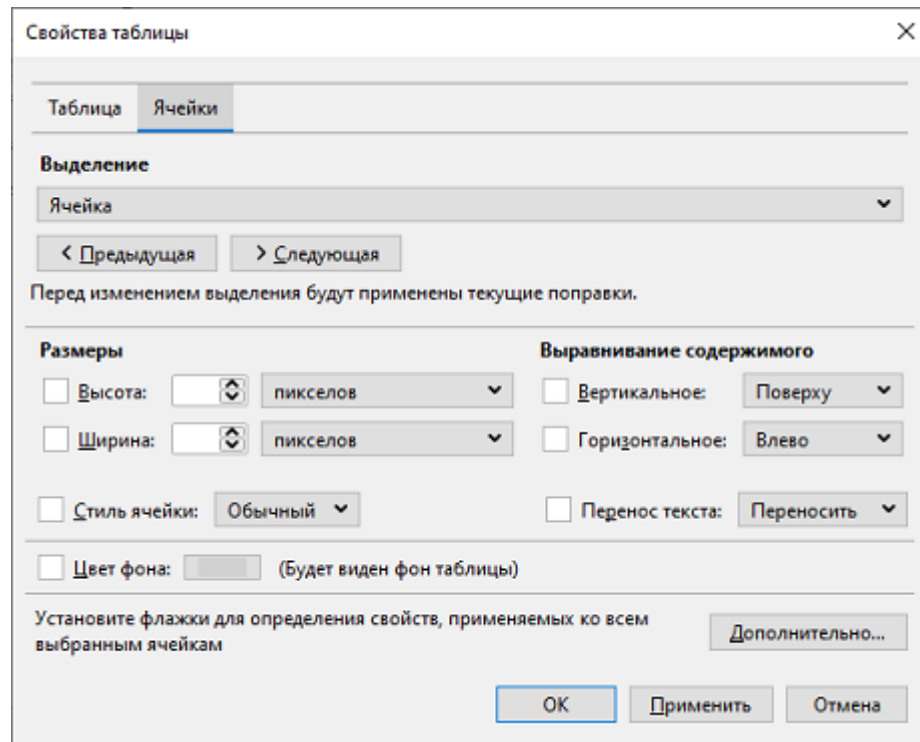 Свойства таблицы
Таблица Ячейки
Выделение
Ячейка
< Предыдущая > Следующая
Перед изменением выделения будут применены текущие поправки.
Размеры Выравнивание содержимого
Высота: пикселов Вертикальное: Поверху
Ширина: пикселов Горизонтальное: Влево
Стиль ячейки: Обычный Перенос текста: Переносить
Цвет фона: (Будет виден фон таблицы)
Установите флажки для определения свойств, применяемых ко всем
выбранным ячейкам
Дополнительно...
ОК Применить Отмена